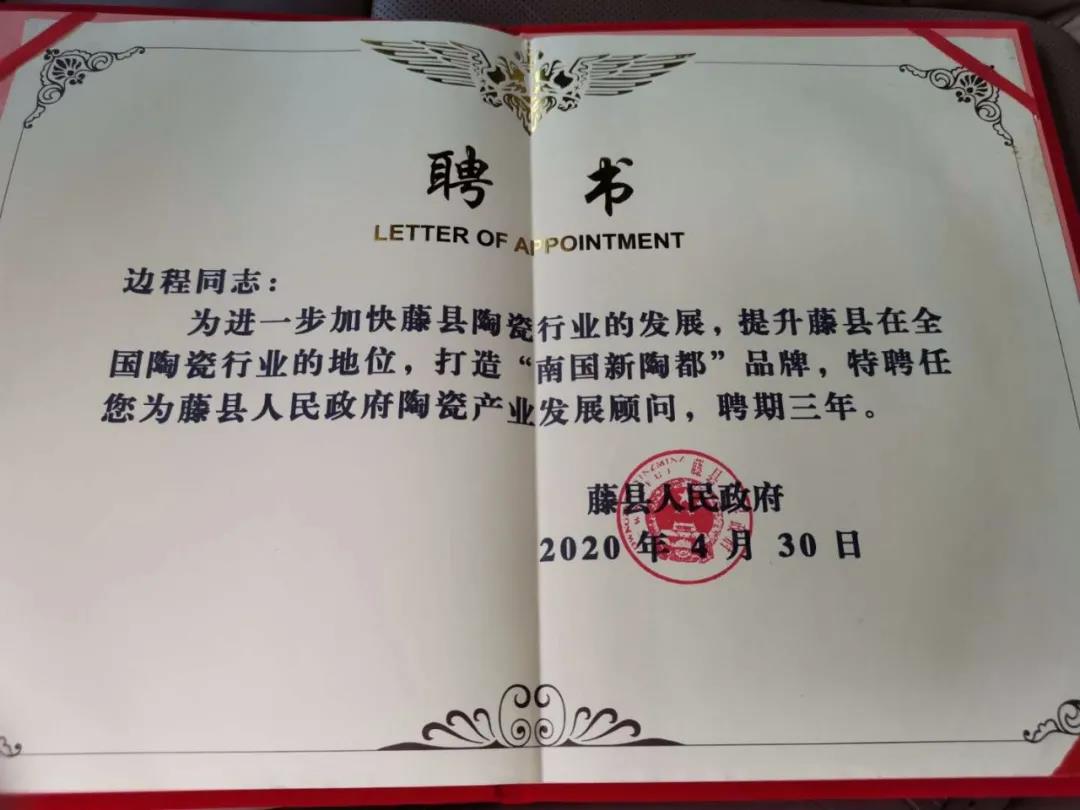 聘书
LETTER OF APPOINTMENT
边程同志：
为进一步加快藤县陶瓷行业的发展，提升藤县在全
国陶瓷行业的地位，打造“南国新陶都”品牌，特聘任
您为藤县人民政府陶瓷产业发展顾问，聘期三年。
藤县人民政府
2020年4月30日